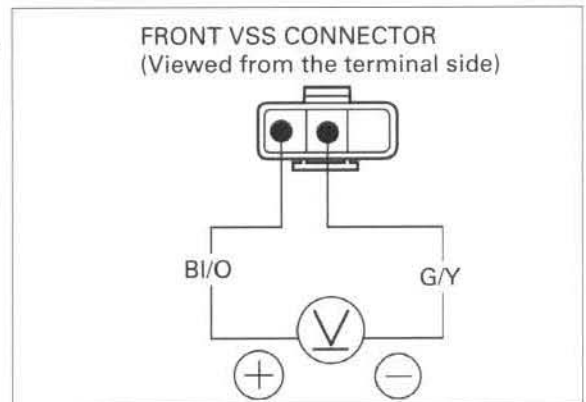 FRONT VSS CONNECTOR
(Viewed from the terminal side)
Bl/O
G/Y
V
+ −